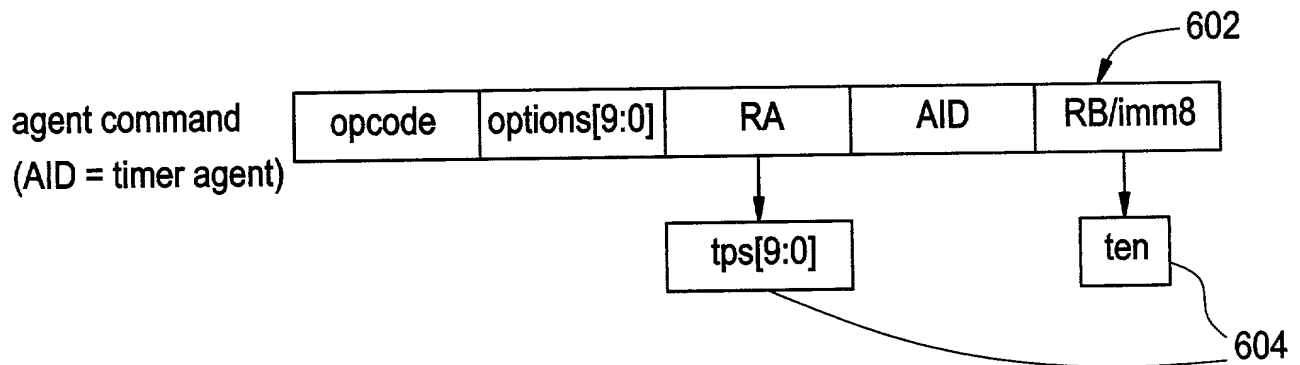 602
agent command
(AID = timer agent)
opcode options[9:0] RA AID RB/imm8
tps[9:0] ten
604